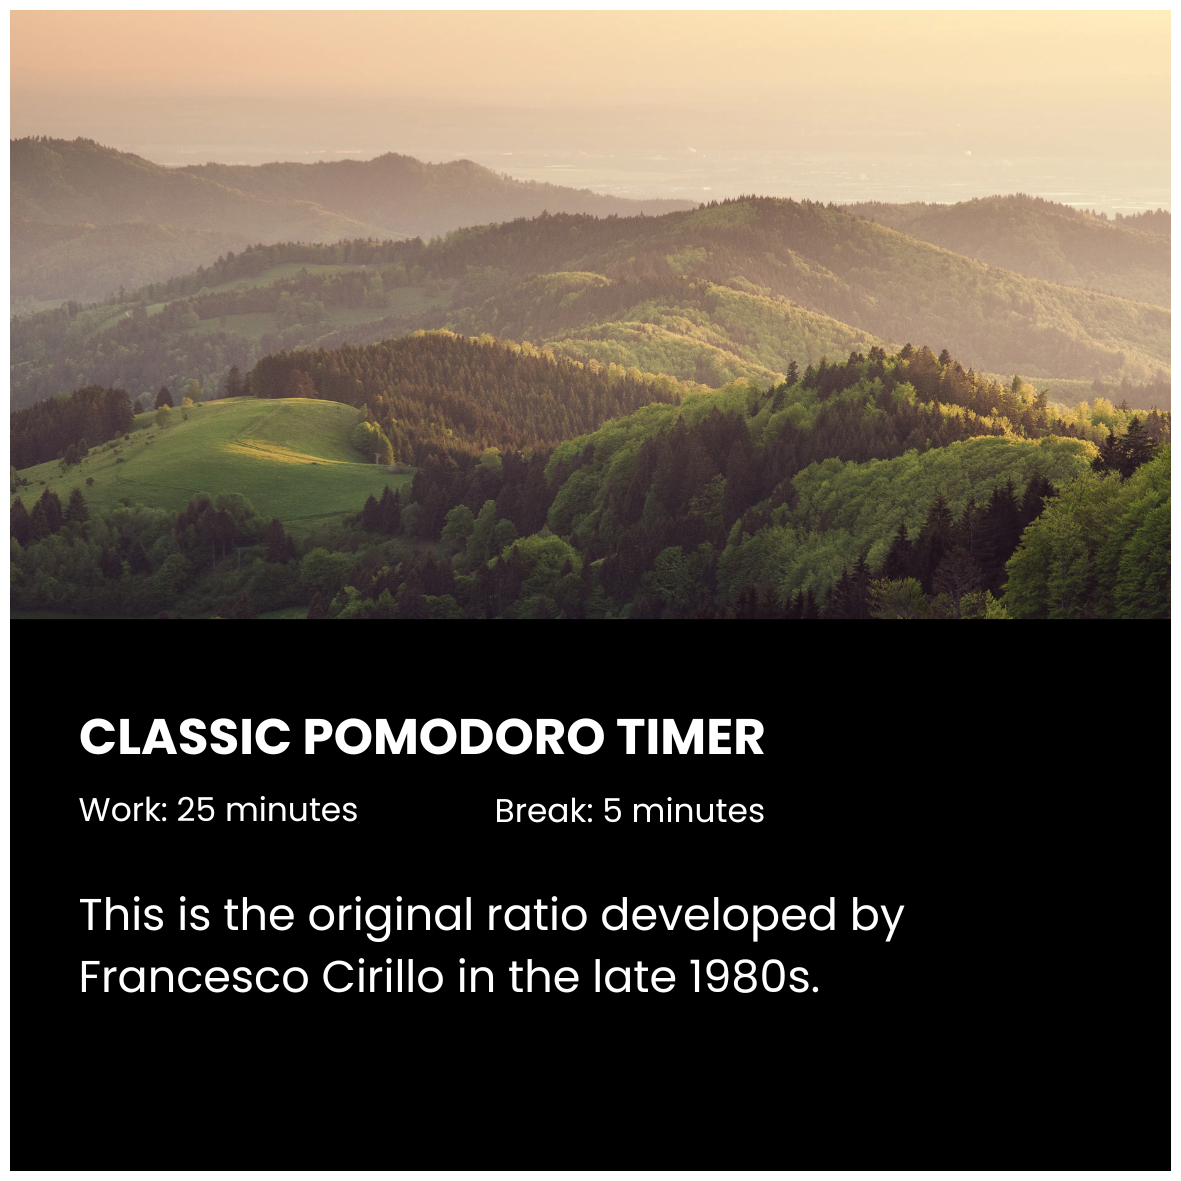 CLASSIC POMODORO TIMER
Work: 25 minutes Break: 5 minutes
This is the original ratio developed by
Francesco Cirillo in the late 1980s.